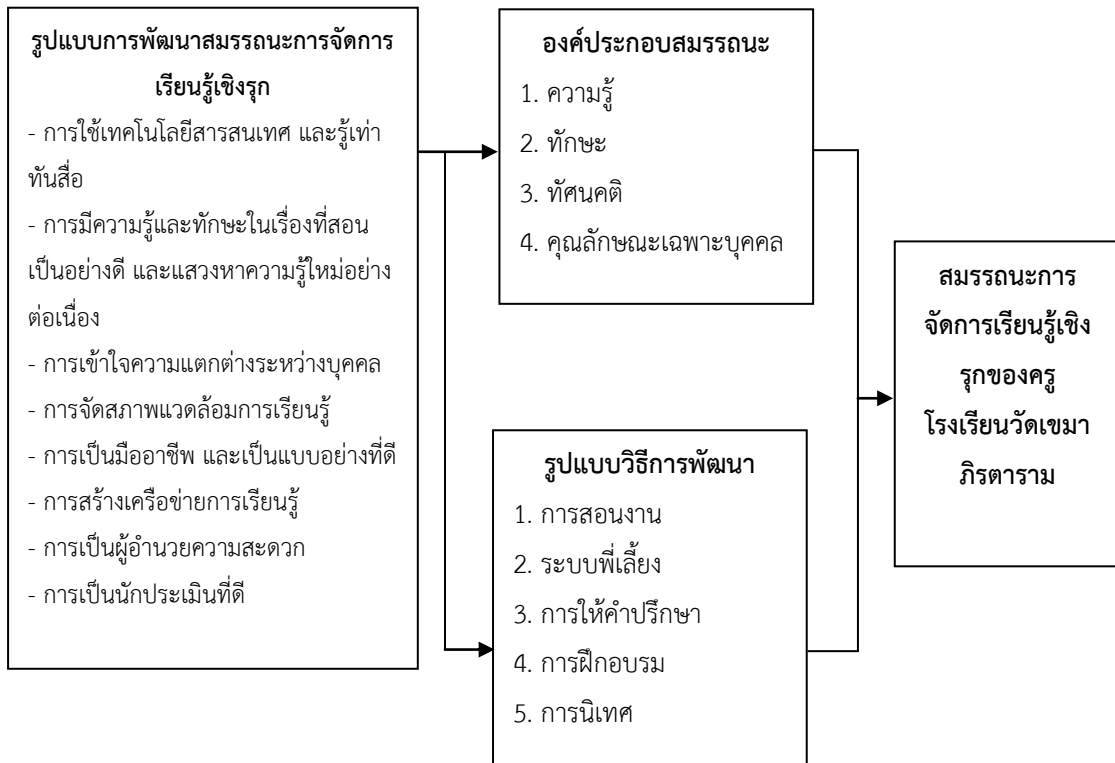 รูปแบบการพัฒนาสมรรถนะการจัดการ
เรียนรู้เชิงรุก
- การใช้เทคโนโลยีสารสนเทศ และรู้เท่า
ทันสื่อ
- การมีความรู้และทักษะในเรื่องที่สอน
เป็นอย่างดี และแสวงหาความรู้ใหม่อย่าง
ต่อเนื่อง
- การเข้าใจความแตกต่างระหว่างบุคคล
- การจัดสภาพแวดล้อมการเรียนรู้
- การเป็นมืออาชีพ และเป็นแบบอย่างที่ดี
- การสร้างเครือข่ายการเรียนรู้
- การเป็นผู้อำนวยความสะดวก
- การเป็นนักประเมินที่ดี
องค์ประกอบสมรรถนะ
1. ความรู้
2. ทักษะ
3. ทัศนคติ
4. คุณลักษณะเฉพาะบุคคล
รูปแบบวิธีการพัฒนา
1. การสอนงาน
2. ระบบพี่เลี้ยง
3. การให้คำปรึกษา
4. การฝึกอบรม
5. การนิเทศ
สมรรถนะการ
จัดการเรียนรู้เชิง
รุกของครู
โรงเรียนวัดเขมา
ภิรตาราม